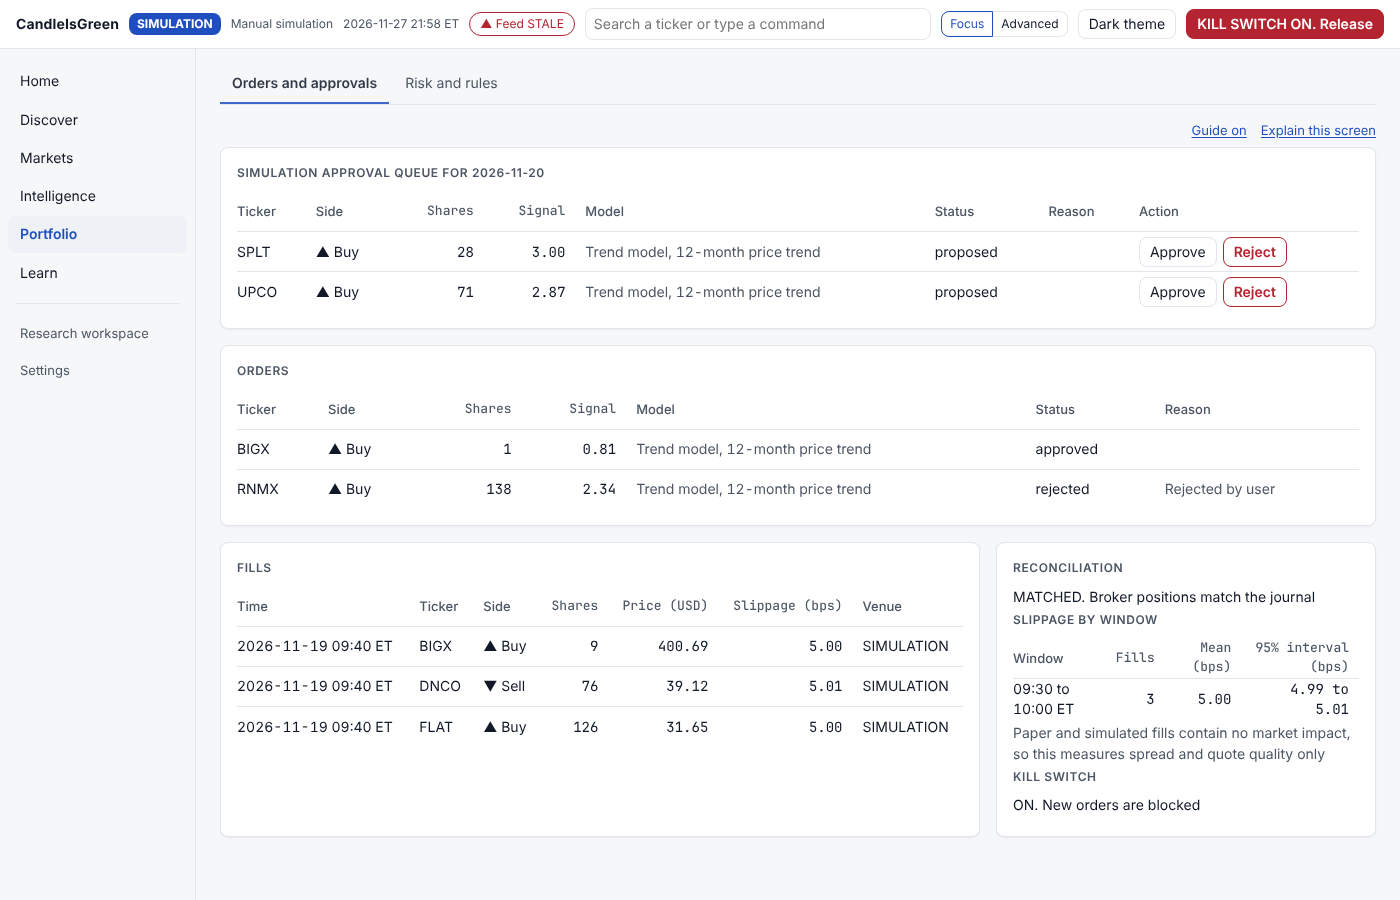 CandlesGreen SIMULATION Manual simulation 2026-11-27 21:58 ET ▲ Feed STALE Search a ticker or type a command Focus Advanced Dark theme KILL SWITCH ON. Release
Home
Discover
Markets
Intelligence
Portfolio
Learn
Research workspace
Settings
Orders and approvals Risk and rules
Guide on Explain this screen
SIMULATION APPROVAL QUEUE FOR 2026-11-20
Ticker Side Shares Signal Model Status Reason Action
SPLT ▲ Buy 28 3.00 Trend model, 12-month price trend proposed Approve Reject
UPCO ▲ Buy 71 2.87 Trend model, 12-month price trend proposed Approve Reject
ORDERS
Ticker Side Shares Signal Model Status Reason
BIGX ▲ Buy 1 0.81 Trend model, 12-month price trend approved
RNMX ▲ Buy 138 2.34 Trend model, 12-month price trend rejected Rejected by user
FILLS
Time Ticker Side Shares Price (USD) Slippage (bps) Venue
2026-11-19 09:40 ET BIGX ▲ Buy 9 400.69 5.00 SIMULATION
2026-11-19 09:40 ET DNCO ▼ Sell 76 39.12 5.01 SIMULATION
2026-11-19 09:40 ET FLAT ▲ Buy 126 31.65 5.00 SIMULATION
RECONCILIATION
MATCHED. Broker positions match the journal
SLIPPAGE BY WINDOW
Window Fills Mean (bps) 95% interval (bps)
09:30 to 10:00 ET 3 5.00 4.99 to 5.01
Paper and simulated fills contain no market impact,
so this measures spread and quote quality only
KILL SWITCH
ON. New orders are blocked